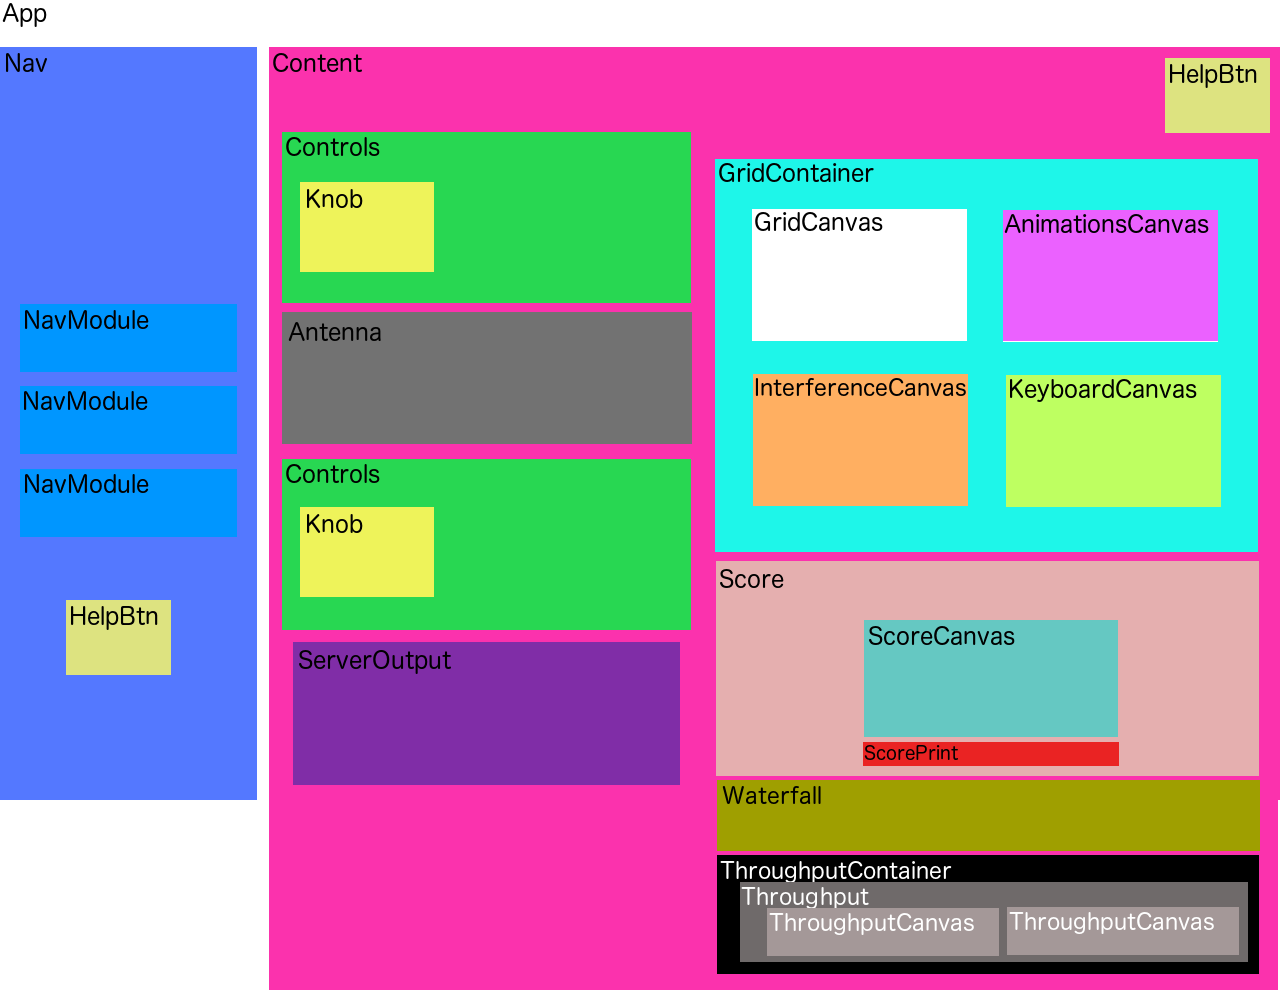 App
Nav
NavModule
NavModule
NavModule
HelpBtn
Content
HelpBtn
Controls
Knob
Antenna
Controls
Knob
ServerOutput
GridContainer
GridCanvas
AnimationsCanvas
InterferenceCanvas
KeyboardCanvas
Score
ScoreCanvas
ScorePrint
Waterfall
ThroughputContainer
Throughput
ThroughputCanvas
ThroughputCanvas